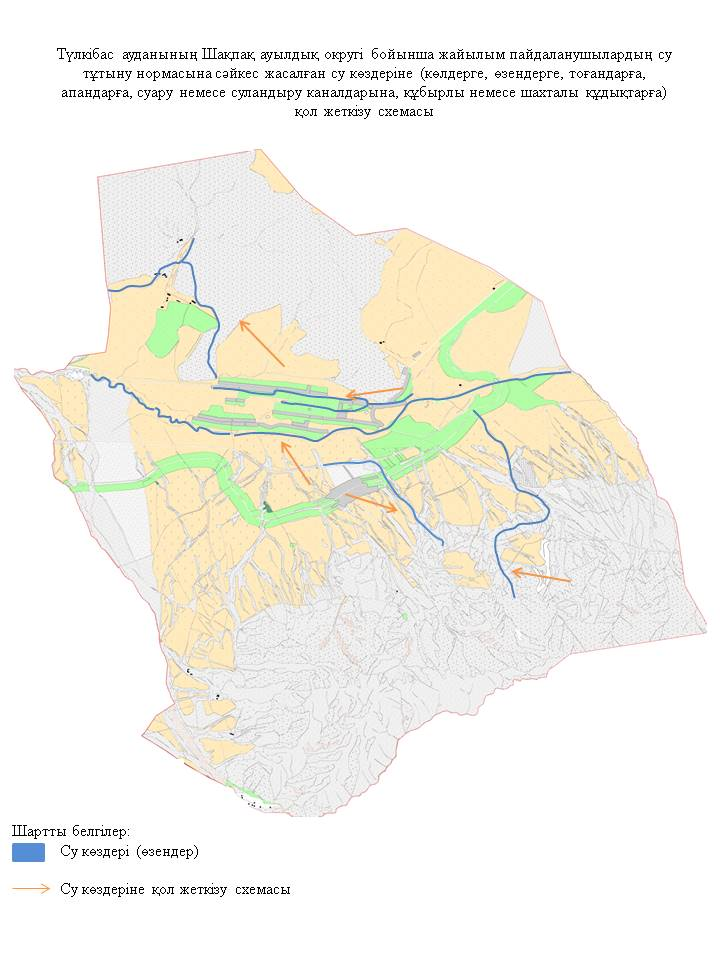 Түлкібас ауданының Шақпақ ауылдық округі бойынша жайылым пайдаланушылардың су
тұтыну нормасына сәйкес жасалған су көздеріне (көлдерге, өзендерге, тоғандарға,
апандарға, суару немесе суландыру каналдарына, құбырлы немесе шахталы құдықтарға)
қол жеткізу схемасы
Шартты белгілер:
Су көздері (өзендер)
Су көздеріне қол жеткізу схемасы